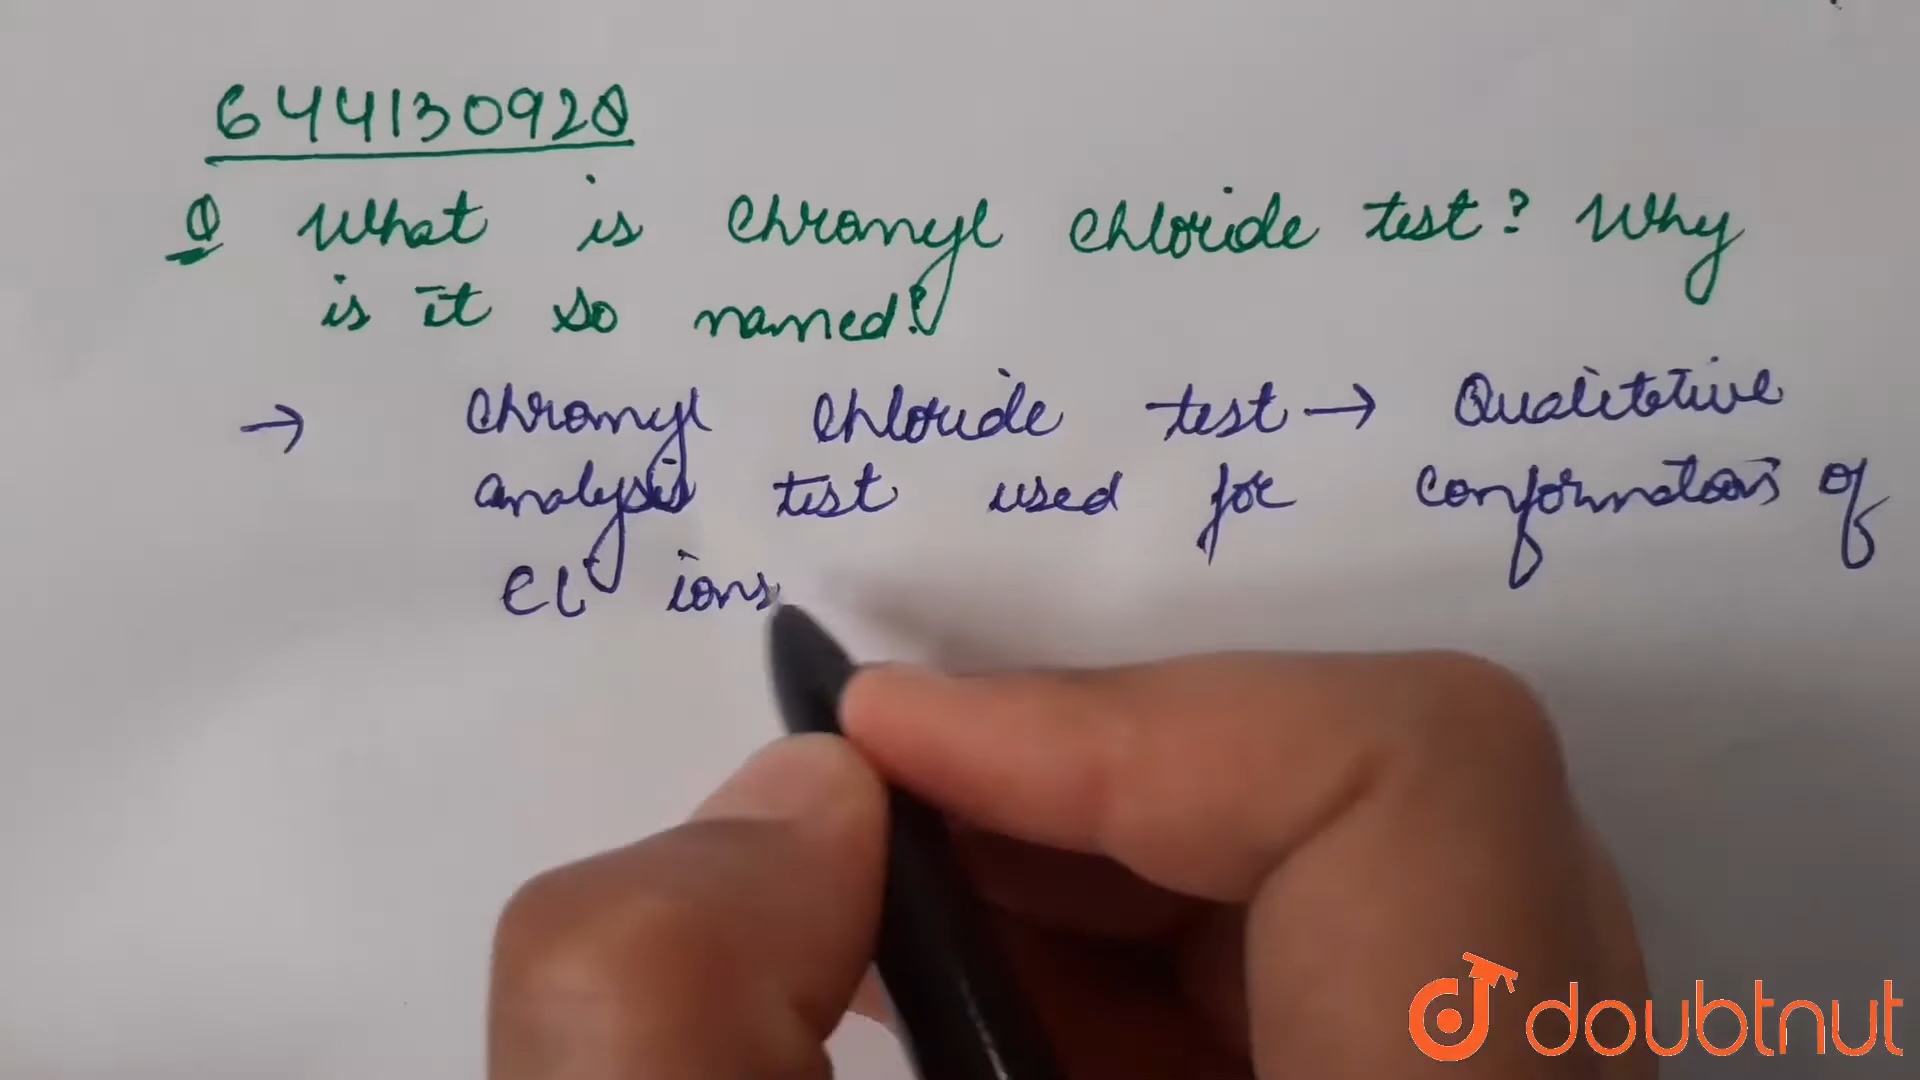 644130928
Q What is Chromyl Chloride test? Why
is it so named?
→ Chromyl Chloride test → Qualitative
analysis test used for conformation of
Cl⁻ ions
doubtnut